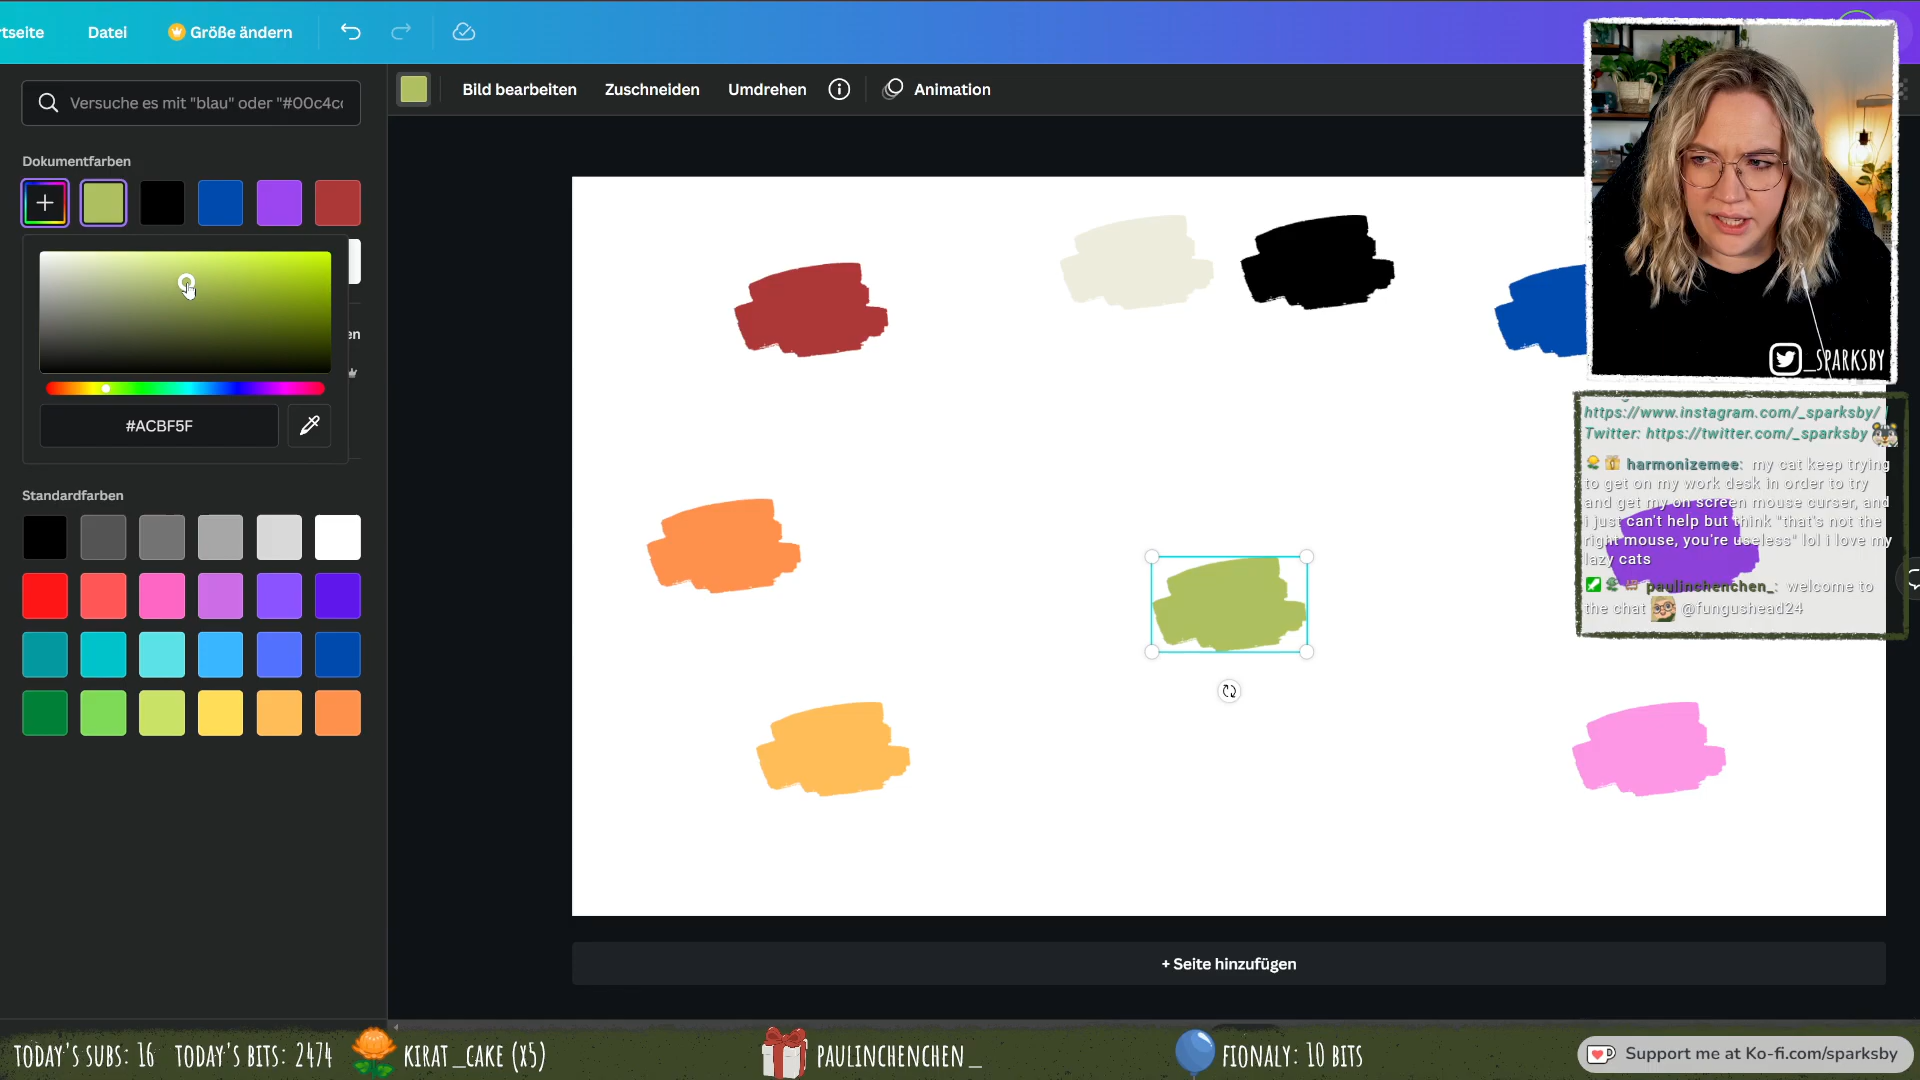 rtseite
Datei
Größe ändern
Versuche es mit "blau" oder "#00c4cc
Bild bearbeiten
Zuschneiden
Umdrehen
Animation
Dokumentfarben
en
#ACBF5F
Standardfarben
+ Seite hinzufügen
_SPARKSBY
https://www.instagram.com/_sparksby/ |
Twitter: https://twitter.com/_sparksby
harmonizemee: my cat keep trying
to get on my work desk in order to try
and get my on screen mouse curser, and
i just can't help but think "that's not the
right mouse, you're useless" lol i love my
lazy cats
paulinchenchen_: welcome to
the chat @fungushead24
TODAY'S SUBS: 16 TODAY'S BITS: 2474
KIRAT_CAKE (X5)
PAULINCHENCHEN_
FIONALY: 10 BITS
Support me at Ko-fi.com/sparksby